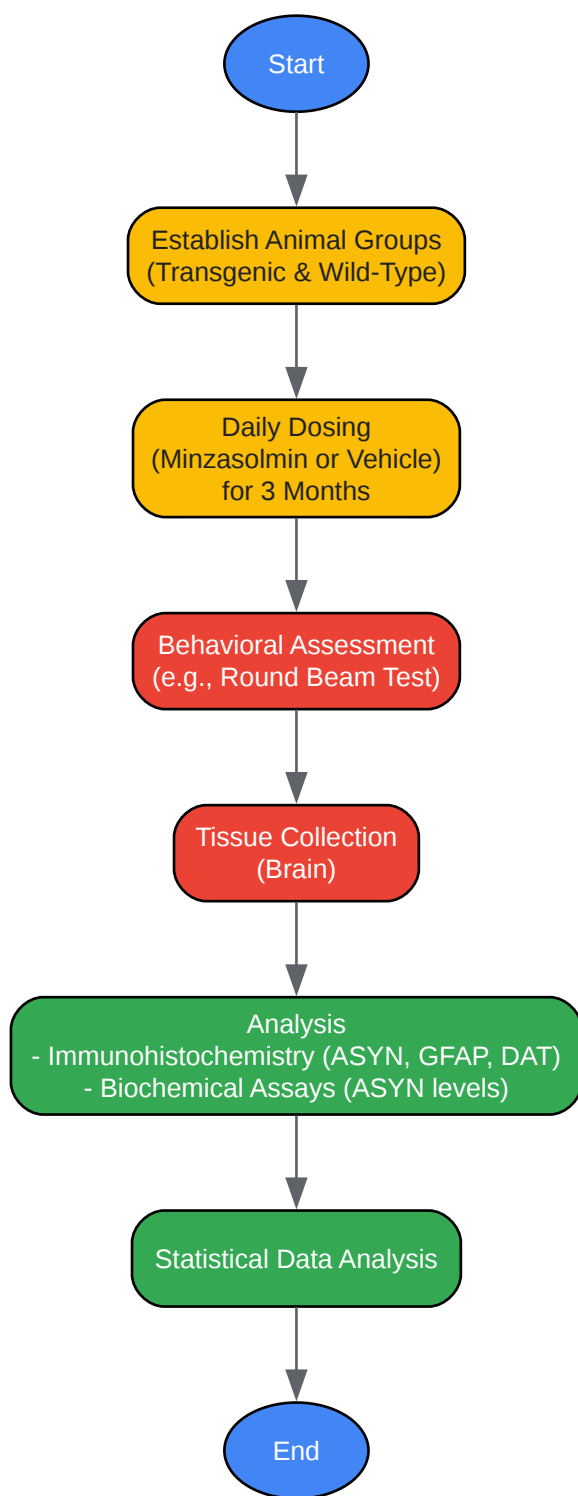 Start
Establish Animal Groups
(Transgenic & Wild-Type)
Daily Dosing
(Minzasolmin or Vehicle)
for 3 Months
Behavioral Assessment
(e.g., Round Beam Test)
Tissue Collection
(Brain)
Analysis
- Immunohistochemistry (ASYN, GFAP, DAT)
- Biochemical Assays (ASYN levels)
Statistical Data Analysis
End